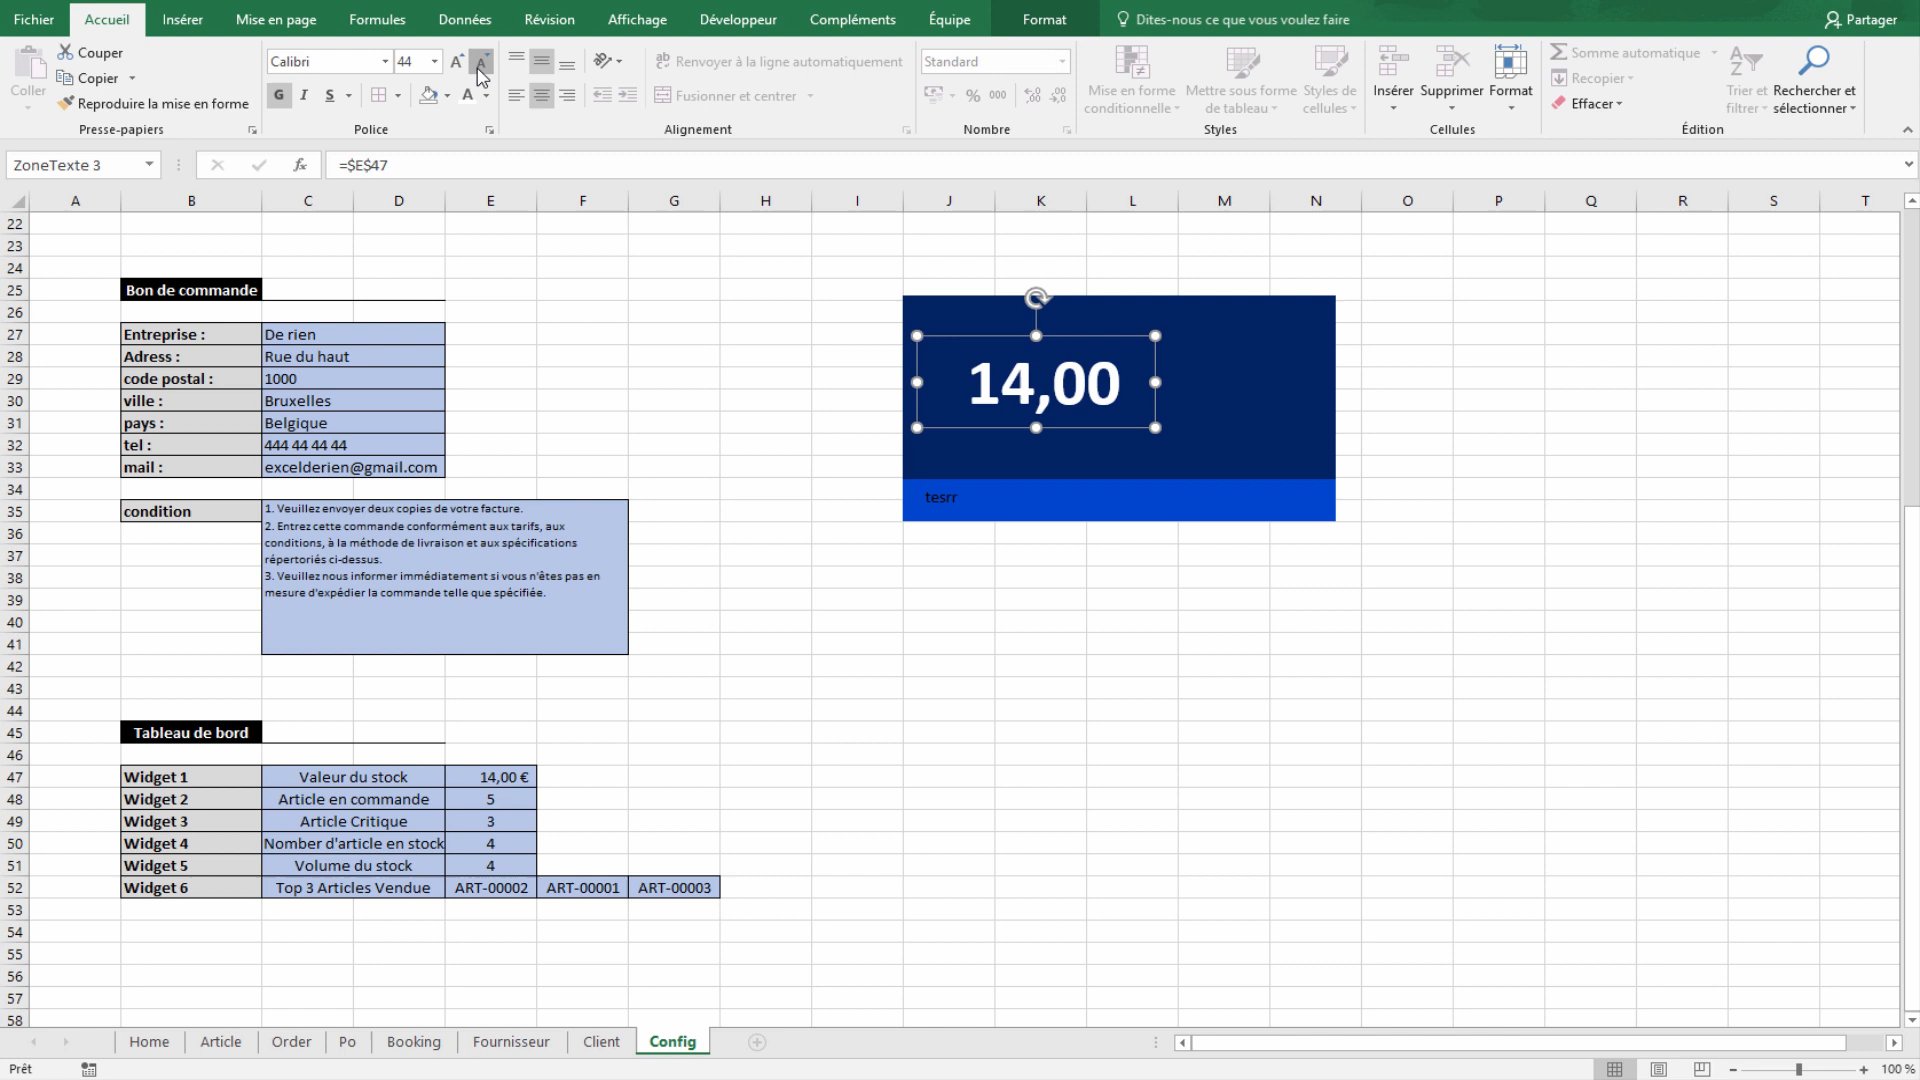 Fichier Accueil Insérer Mise en page Formules Données Révision Affichage Développeur Compléments Équipe Format Dites-nous ce que vous voulez faire Partager
Coller
Couper
Copier
Reproduire la mise en forme
Presse-papiers
Calibri 44
G I S
Police
Renvoyer à la ligne automatiquement
Fusionner et centrer
Alignement
Standard
% 000
Nombre
Mise en forme conditionnelle
Mettre sous forme de tableau
Styles de cellules
Styles
Insérer Supprimer Format
Cellules
Somme automatique
Recopier
Effacer
Trier et filtrer
Rechercher et sélectionner
Édition
ZoneTexte 3 fx =$E$47
A B C D E F G H I J K L M N O P Q R S T
22
23
24
25 Bon de commande
26
27 Entreprise : De rien
28 Adress : Rue du haut
29 code postal : 1000
30 ville : Bruxelles
31 pays : Belgique
32 tel : 444 44 44 44
33 mail : excelderien@gmail.com
34
35 condition 1. Veuillez envoyer deux copies de votre facture.
36 2. Entrez cette commande conformément aux tarifs, aux
37 conditions, à la méthode de livraison et aux spécifications
répertoriés ci-dessus.
38 3. Veuillez nous informer immédiatement si vous n'êtes pas en
39 mesure d'expédier la commande telle que spécifiée.
40
41
42
43
44
45 Tableau de bord
46
47 Widget 1 Valeur du stock 14,00 €
48 Widget 2 Article en commande 5
49 Widget 3 Article Critique 3
50 Widget 4 Nomber d'article en stock 4
51 Widget 5 Volume du stock 4
52 Widget 6 Top 3 Articles Vendue ART-00002 ART-00001 ART-00003
53
54
55
56
57
58
14,00
tesrr
Home Article Order Po Booking Fournisseur Client Config
Prêt
100 %